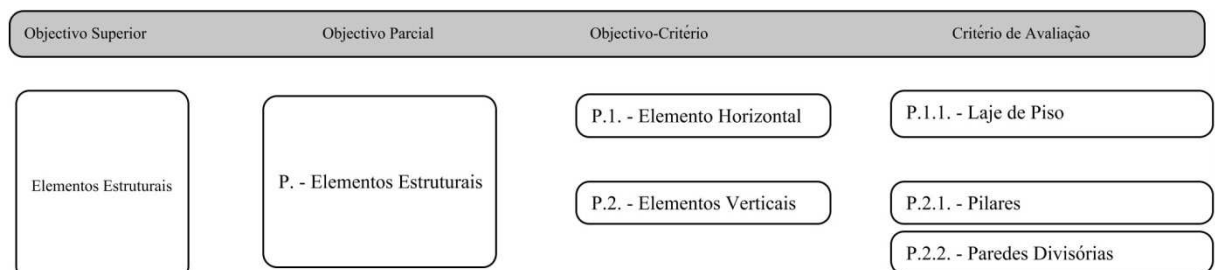 Objectivo Superior
Objectivo Parcial
Objectivo-Critério
Critério de Avaliação
Elementos Estruturais
P. - Elementos Estruturais
P.1. - Elemento Horizontal
P.1.1. - Laje de Piso
P.2. - Elementos Verticais
P.2.1. - Pilares
P.2.2. - Paredes Divisórias